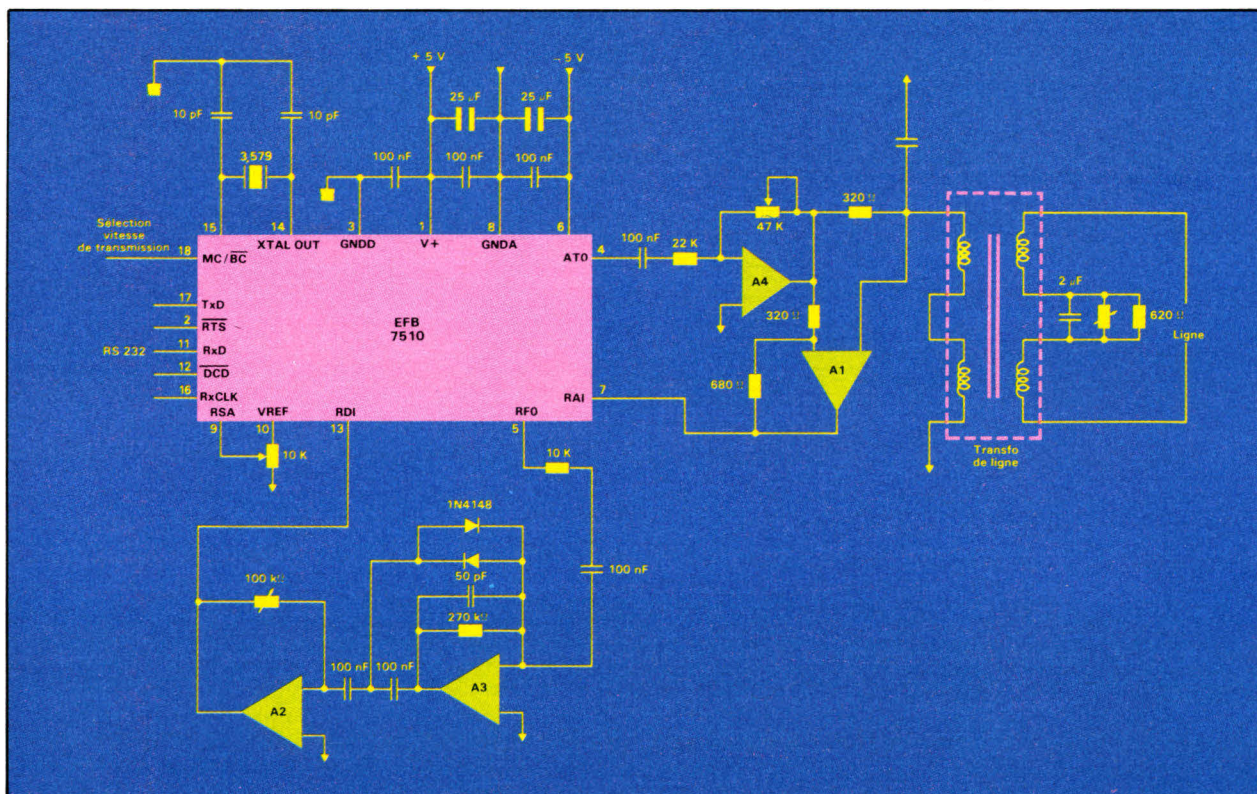 + 5 V
– 5 V
25 µF
25 µF
10 pF
10 pF
3,579
100 nF
100 nF
100 nF
Sélection
vitesse
de transmission
15
14
3
1
8
6
XTAL OUT
GNDD
V+
GNDA
18
MC/BC
AT0
4
100 nF
22 K
47 K
320 Ω
A4
320 Ω
680 Ω
A1
2 µF
620 Ω
Ligne
Transfo
de ligne
17
TxD
2
RTS
RS 232
11
RxD
12
DCD
16
RxCLK
EFB
7510
RAI
7
RSA
VREF
RDI
RF0
9
10
13
5
10 K
10 K
1N4148
50 pF
100 nF
100 kΩ
270 kΩ
100 nF
100 nF
A2
A3